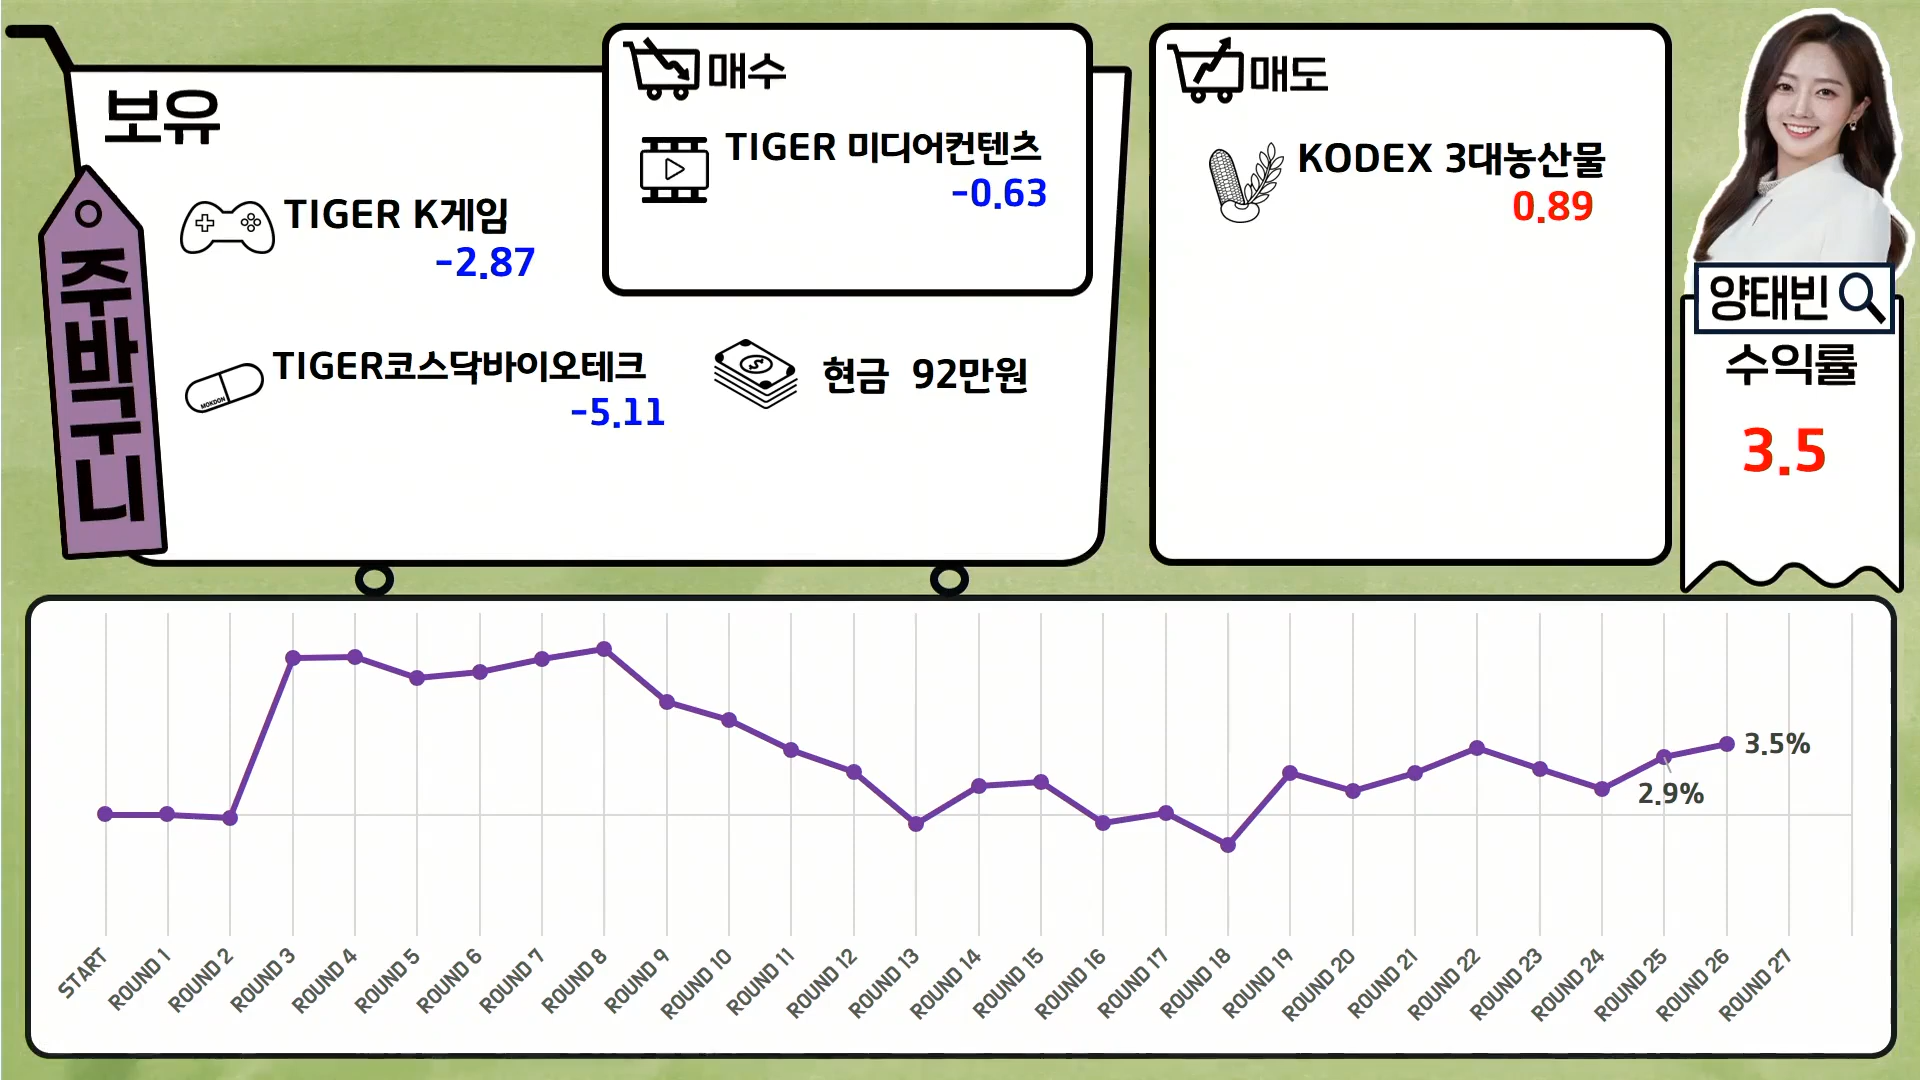 보유
주바구니
TIGER K게임
-2.87
TIGER코스닥바이오테크
-5.11
MOKDON
$
현금 92만원
매수
TIGER 미디어컨텐츠
-0.63
매도
KODEX 3대농산물
0.89
양태빈
수익률
3.5
3.5%
2.9%
START
ROUND 1
ROUND 2
ROUND 3
ROUND 4
ROUND 5
ROUND 6
ROUND 7
ROUND 8
ROUND 9
ROUND 10
ROUND 11
ROUND 12
ROUND 13
ROUND 14
ROUND 15
ROUND 16
ROUND 17
ROUND 18
ROUND 19
ROUND 20
ROUND 21
ROUND 22
ROUND 23
ROUND 24
ROUND 25
ROUND 26
ROUND 27